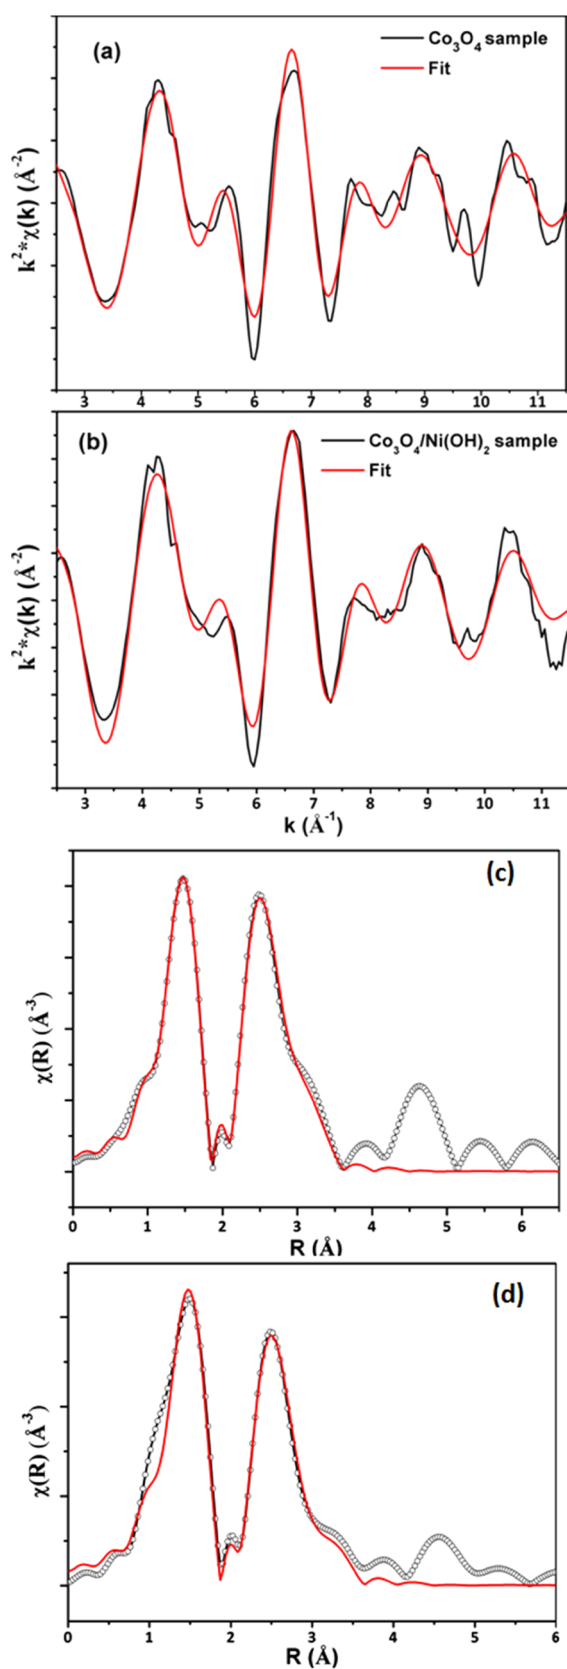 (a)
Co₃O₄ sample
Fit
k²*χ(k) (Å⁻²)
3 4 5 6 7 8 9 10 11
(b)
Co₃O₄/Ni(OH)₂ sample
Fit
k²*χ(k) (Å⁻²)
3 4 5 6 7 8 9 10 11
k (Å⁻¹)
(c)
χ(R) (Å⁻³)
0 1 2 3 4 5 6
R (Å)
(d)
χ(R) (Å⁻³)
0 1 2 3 4 5 6
R (Å)